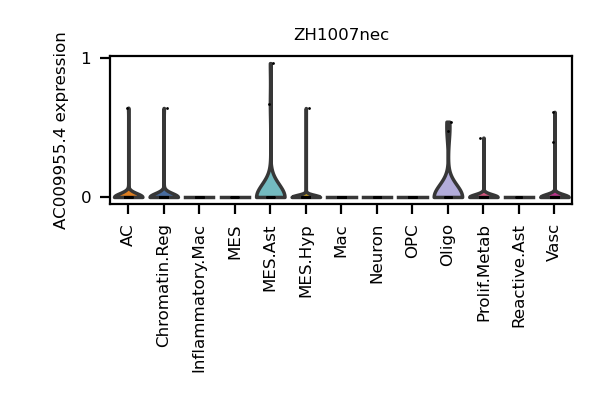 ZH1007nec
AC009955.4 expression
1
0
AC
Chromatin.Reg
Inflammatory.Mac
MES
MES.Ast
MES.Hyp
Mac
Neuron
OPC
Oligo
Prolif.Metab
Reactive.Ast
Vasc